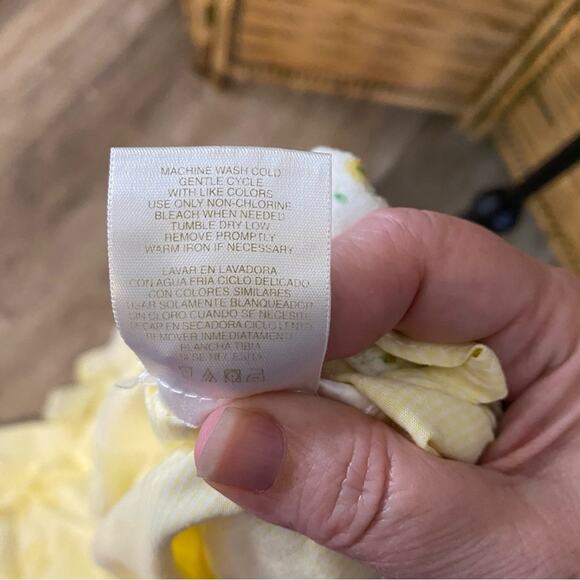 MACHINE WASH COLD
GENTLE CYCLE
WITH LIKE COLORS
USE ONLY NON-CHLORINE
BLEACH WHEN NEEDED
TUMBLE DRY LOW
REMOVE PROMPTLY
WARM IRON IF NECESSARY
LAVAR EN LAVADORA
CON AGUA FRIA CICLO DELICADO
CON COLORES SIMILARES
USAR SOLAMENTE BLANQUEADOR
SIN CLORO CUANDO SE NECESITE
SECAR EN SECADORA CICLO LENTO
REMOVER INMEDIATAMENTE
PLANCHA TIBIA
SI SE NECESITA